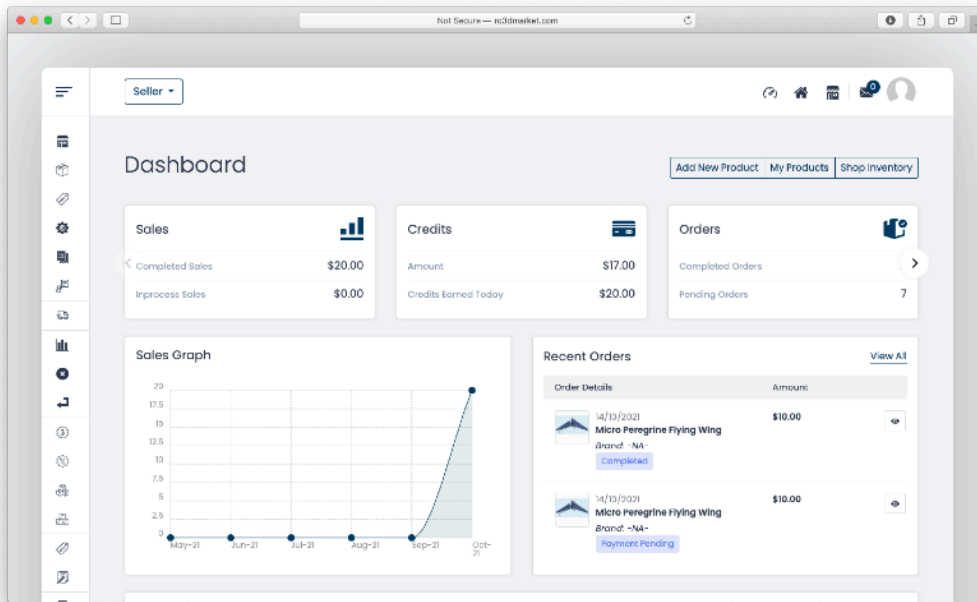 Not Secure — rc3dmarket.com
Seller
0
Dashboard
Add New Product My Products Shop Inventory
Sales
Completed Sales $20.00
Inprocess Sales $0.00
Credits
Amount $17.00
Credits Earned Today $20.00
Orders
Completed Orders
Pending Orders 7
Sales Graph
20
17.5
15
12.5
10
7.5
5
2.5
0
May-21 Jun-21 Jul-21 Aug-21 Sep-21 Oct-
21
Recent Orders View All
Order Details Amount
14/10/2021 $10.00
Micro Peregrine Flying Wing
Brand: -NA-
Completed
14/10/2021 $10.00
Micro Peregrine Flying Wing
Brand: -NA-
Payment Pending